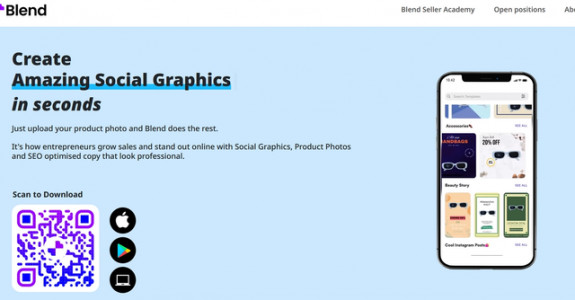 Blend
Blend Seller Academy
Open positions
Create
Amazing Social Graphics
in seconds
Just upload your product photo and Blend does the rest.
It's how entrepreneurs grow sales and stand out online with Social Graphics, Product Photos
and SEO optimised copy that look professional.
Scan to Download
Search Templates
Accessories
SEE ALL
20% OFF
Beauty Story
SEE ALL
Cool Instagram Posts
SEE ALL